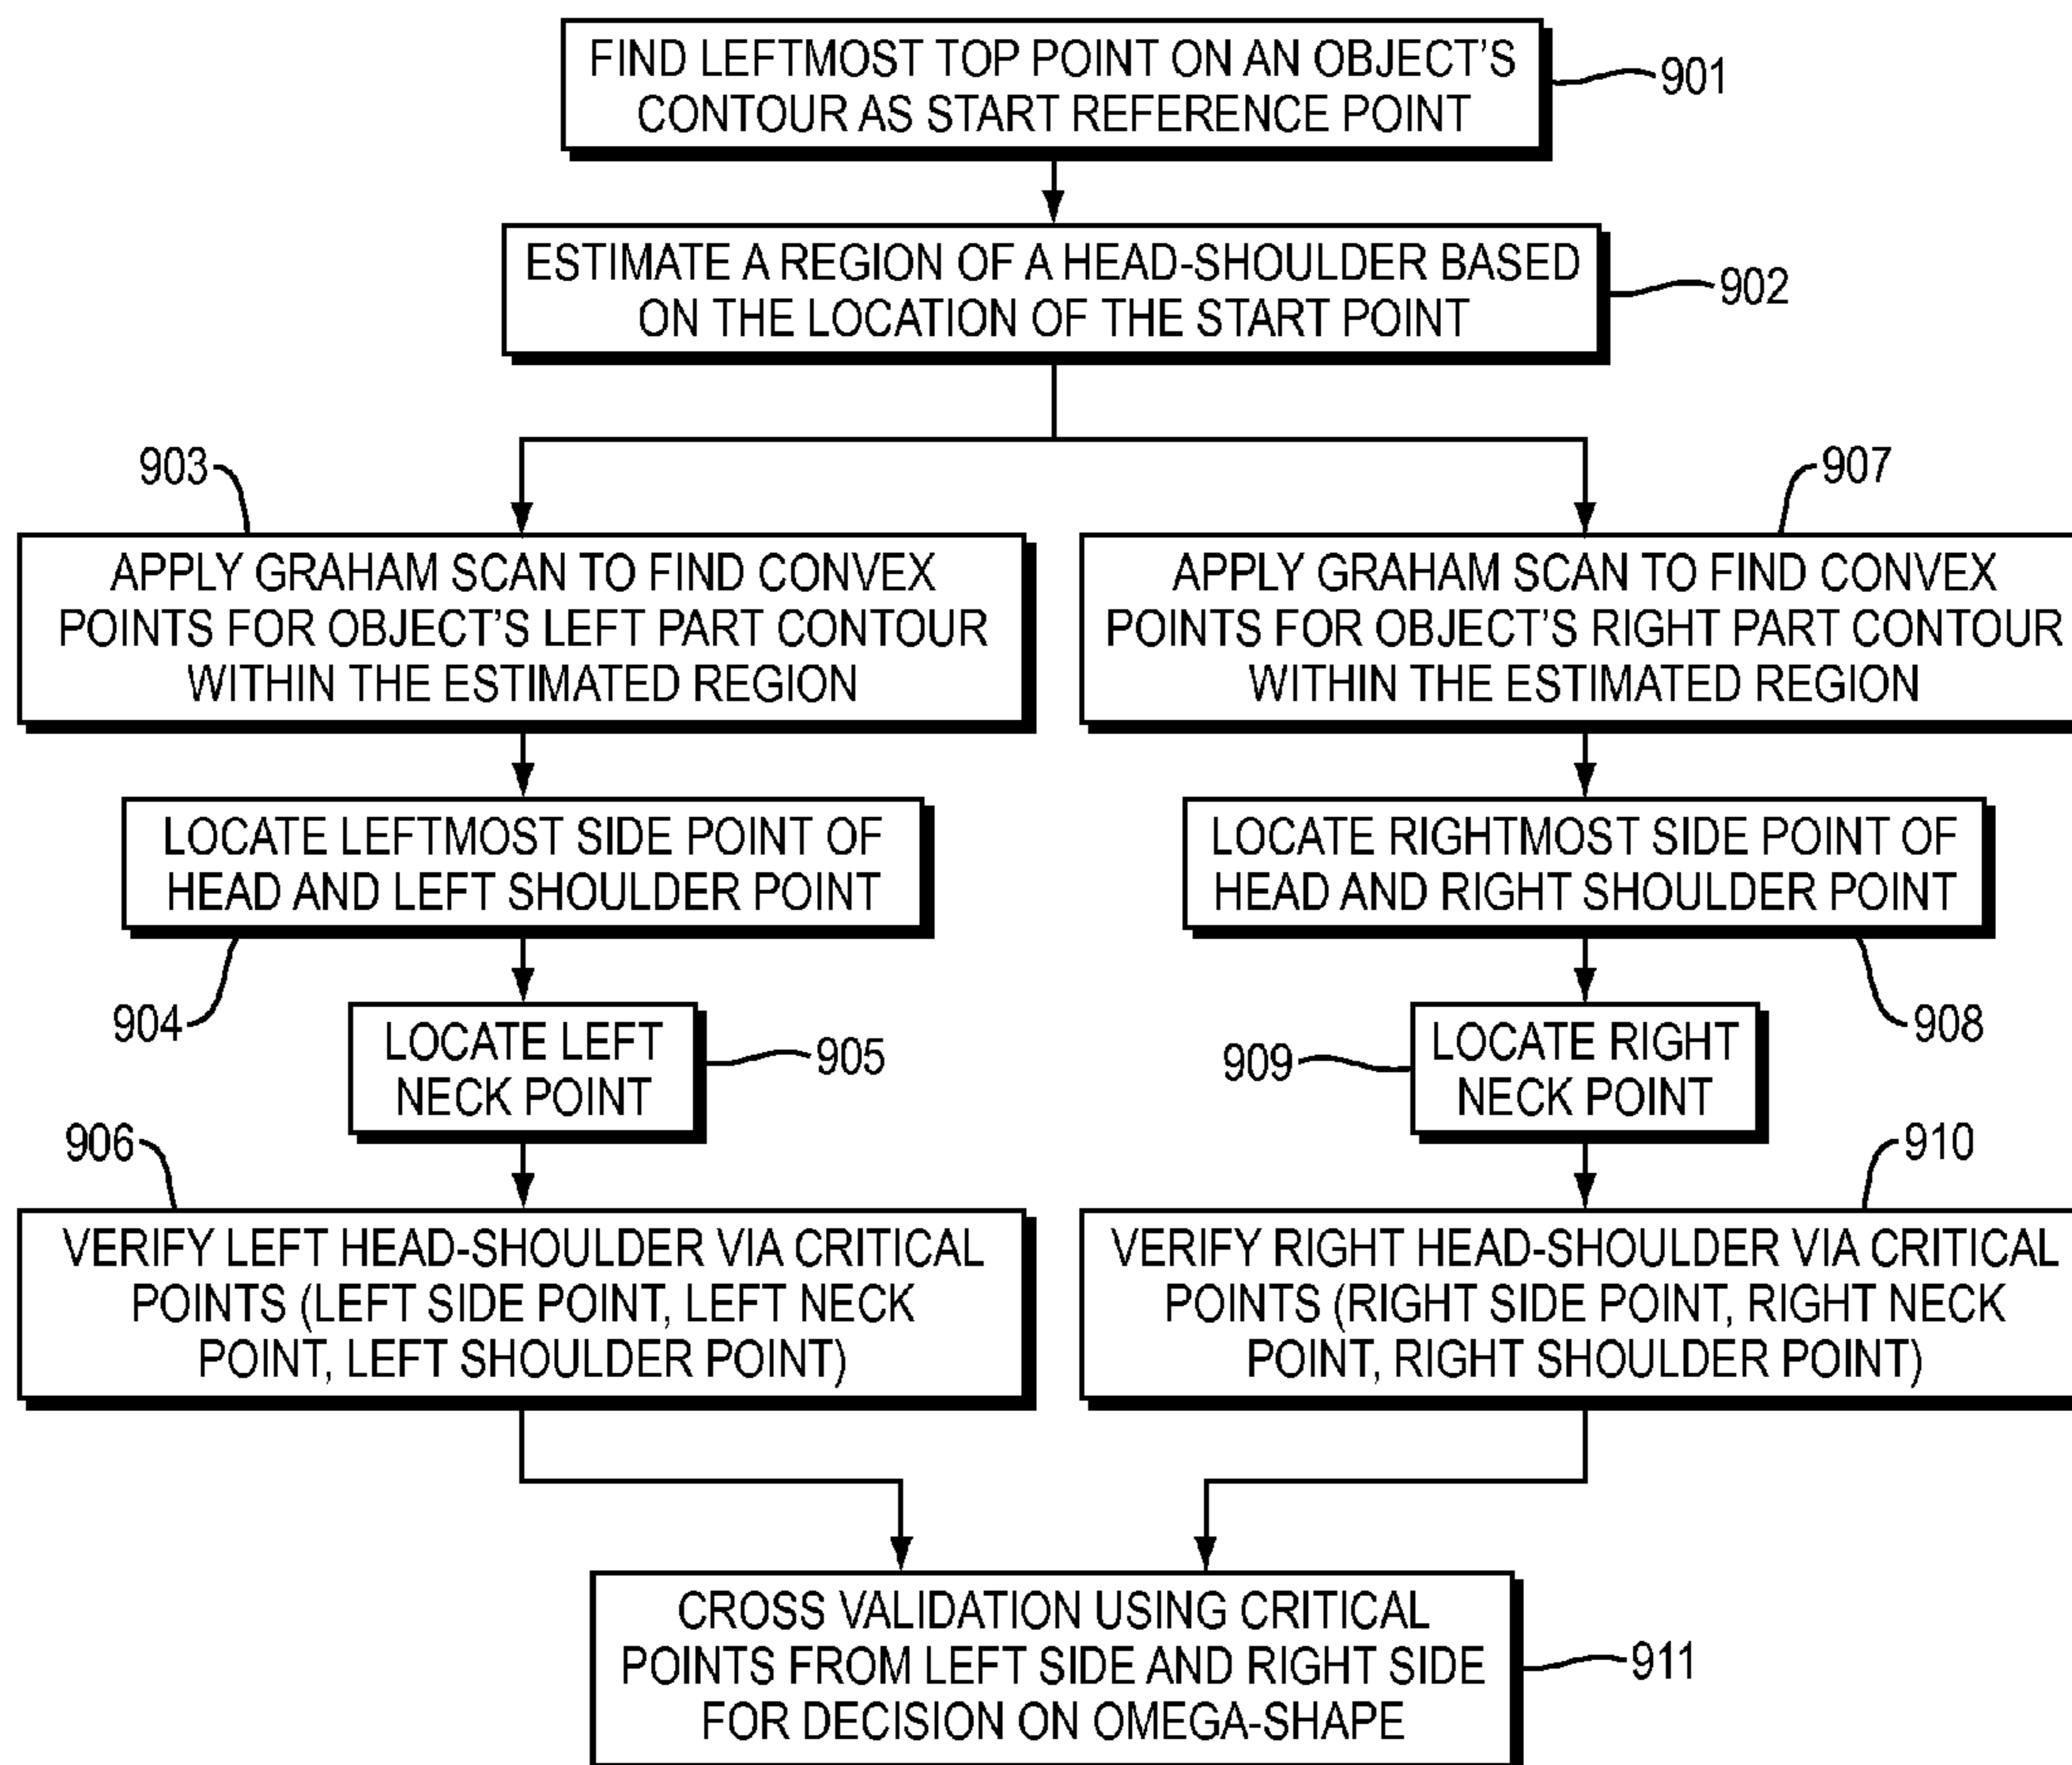 FIND LEFTMOST TOP POINT ON AN OBJECT'S
CONTOUR AS START REFERENCE POINT
901
ESTIMATE A REGION OF A HEAD-SHOULDER BASED
ON THE LOCATION OF THE START POINT
902
903
APPLY GRAHAM SCAN TO FIND CONVEX
POINTS FOR OBJECT'S LEFT PART CONTOUR
WITHIN THE ESTIMATED REGION
LOCATE LEFTMOST SIDE POINT OF
HEAD AND LEFT SHOULDER POINT
904
LOCATE LEFT
NECK POINT
905
906
VERIFY LEFT HEAD-SHOULDER VIA CRITICAL
POINTS (LEFT SIDE POINT, LEFT NECK
POINT, LEFT SHOULDER POINT)
907
APPLY GRAHAM SCAN TO FIND CONVEX
POINTS FOR OBJECT'S RIGHT PART CONTOUR
WITHIN THE ESTIMATED REGION
LOCATE RIGHTMOST SIDE POINT OF
HEAD AND RIGHT SHOULDER POINT
908
909
LOCATE RIGHT
NECK POINT
910
VERIFY RIGHT HEAD-SHOULDER VIA CRITICAL
POINTS (RIGHT SIDE POINT, RIGHT NECK
POINT, RIGHT SHOULDER POINT)
CROSS VALIDATION USING CRITICAL
POINTS FROM LEFT SIDE AND RIGHT SIDE
FOR DECISION ON OMEGA-SHAPE
911